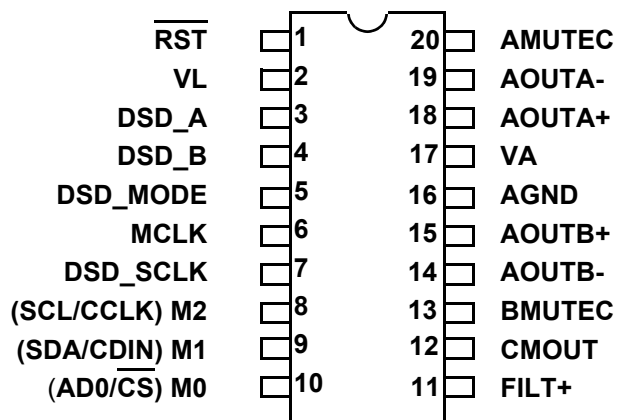 RST 1 20 AMUTEC
VL 2 19 AOUTA-
DSD_A 3 18 AOUTA+
DSD_B 4 17 VA
DSD_MODE 5 16 AGND
MCLK 6 15 AOUTB+
DSD_SCLK 7 14 AOUTB-
(SCL/CCLK) M2 8 13 BMUTEC
(SDA/CDIN) M1 9 12 CMOUT
(AD0/CS) M0 10 11 FILT+